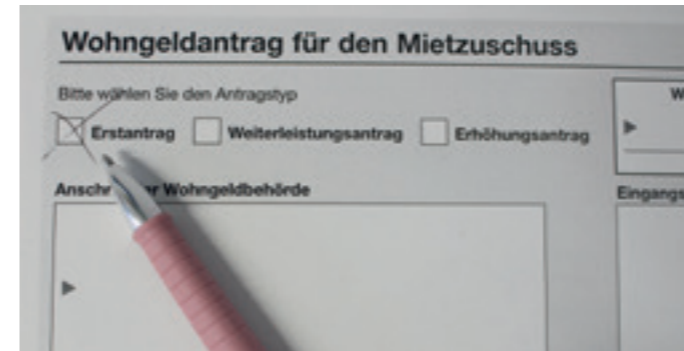 Wohngeldantrag für den Mietzuschuss
Bitte wählen Sie den Antragstyp
Erstantrag Weiterleistungsantrag Erhöhungsantrag
Wohngeldbehörde